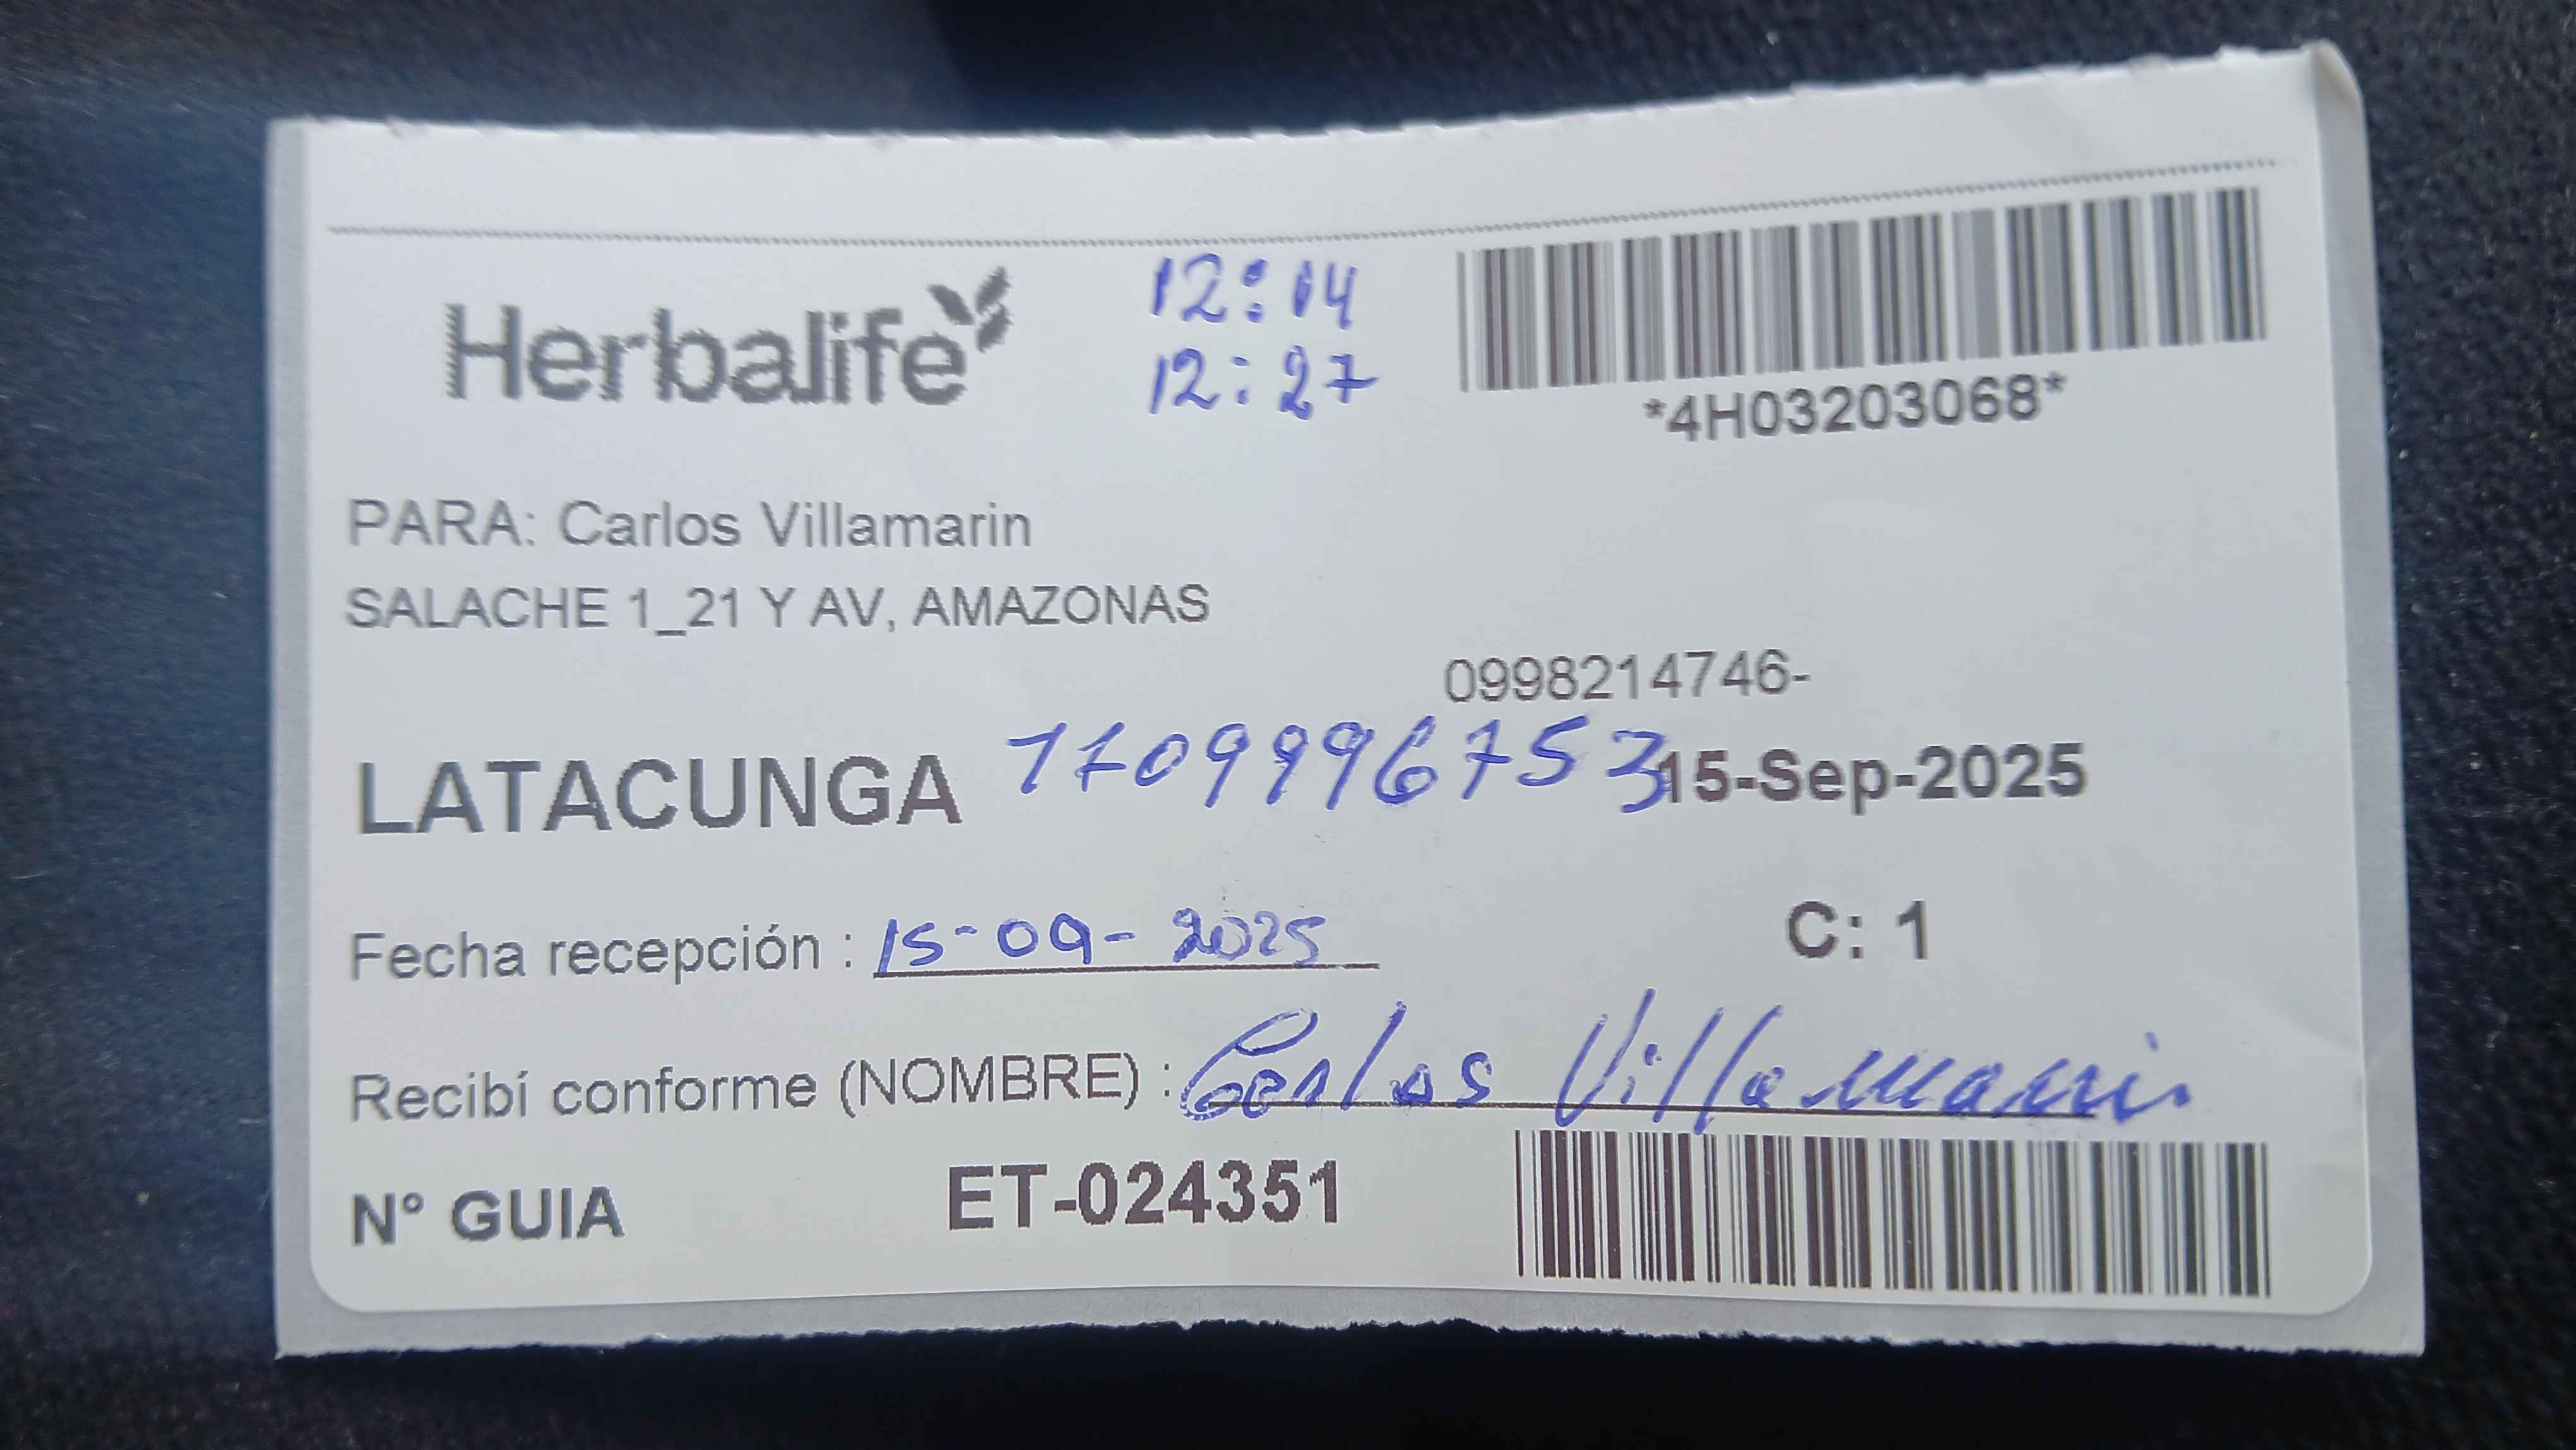 Herbalife
12:14
12:27
*4H03203068*
PARA: Carlos Villamarin
SALACHE 1_21 Y AV, AMAZONAS
0998214746-
LATACUNGA 1709996753 15-Sep-2025
Fecha recepción : 15-09-2025
C: 1
Recibí conforme (NOMBRE) : Carlos Villamarin
N° GUIA ET-024351